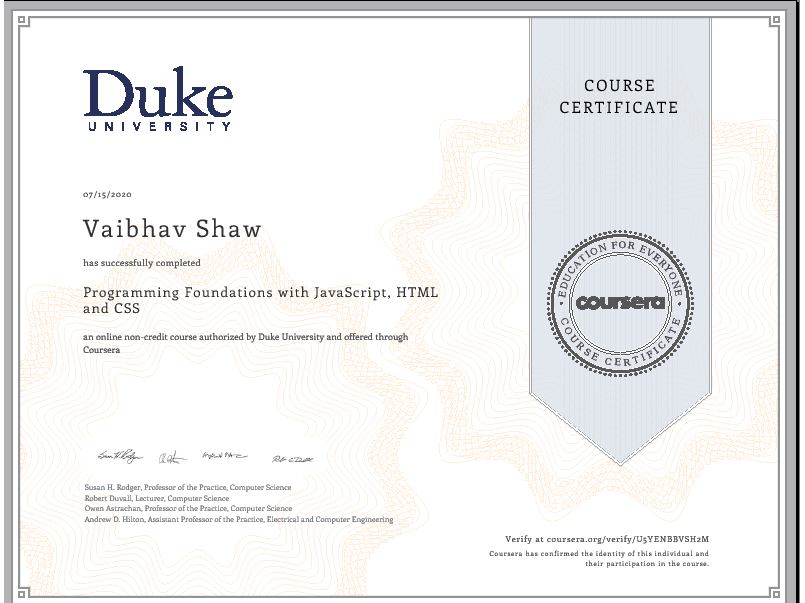 Duke
UNIVERSITY
COURSE
CERTIFICATE
07/15/2020
Vaibhav Shaw
has successfully completed
Programming Foundations with JavaScript, HTML
and CSS
an online non-credit course authorized by Duke University and offered through
Coursera
EDUCATION FOR EVERYONE
coursera
COURSE CERTIFICATE
Susan H. Rodger, Professor of the Practice, Computer Science
Robert Duvall, Lecturer, Computer Science
Owen Astrachan, Professor of the Practice, Computer Science
Andrew D. Hilton, Assistant Professor of the Practice, Electrical and Computer Engineering
Verify at coursera.org/verify/U5YENBBVSH2M
Coursera has confirmed the identity of this individual and
their participation in the course.